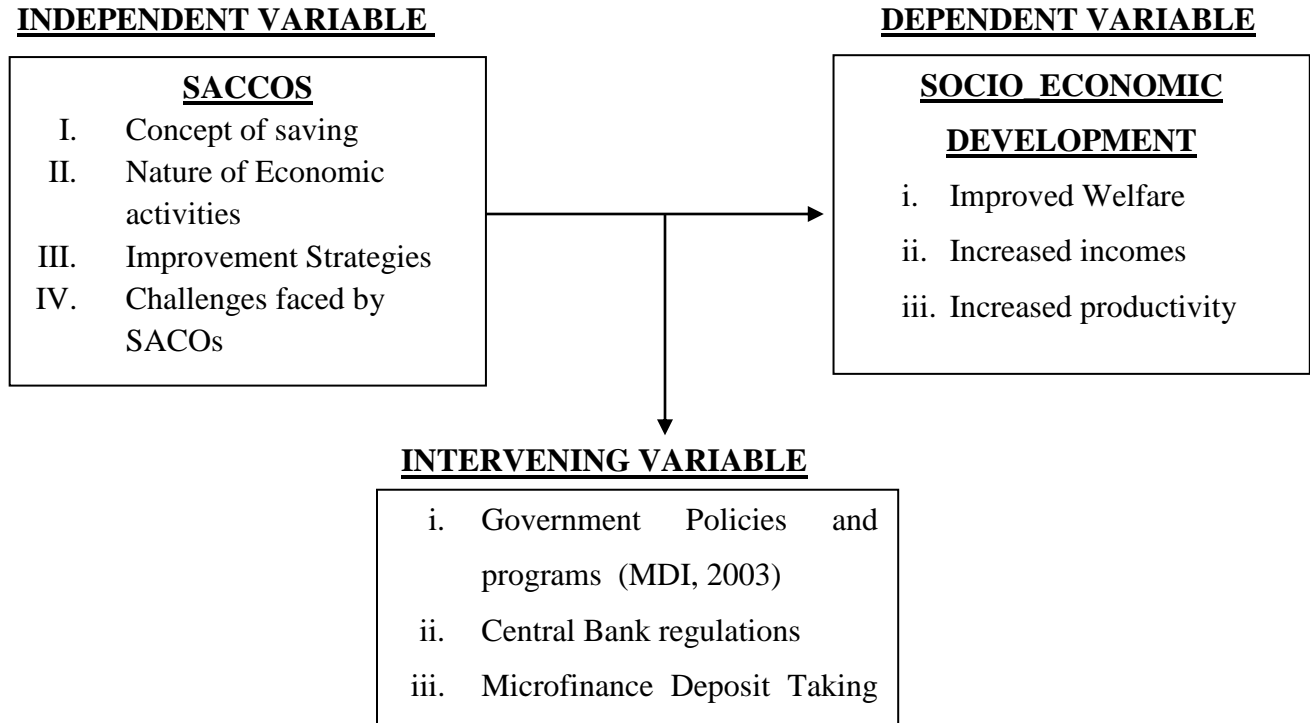 INDEPENDENT VARIABLE
DEPENDENT VARIABLE
SACCOS
I. Concept of saving
II. Nature of Economic
activities
III. Improvement Strategies
IV. Challenges faced by
SACOs
SOCIO_ECONOMIC
DEVELOPMENT
i. Improved Welfare
ii. Increased incomes
iii. Increased productivity
INTERVENING VARIABLE
i. Government Policies and
programs (MDI, 2003)
ii. Central Bank regulations
iii. Microfinance Deposit Taking